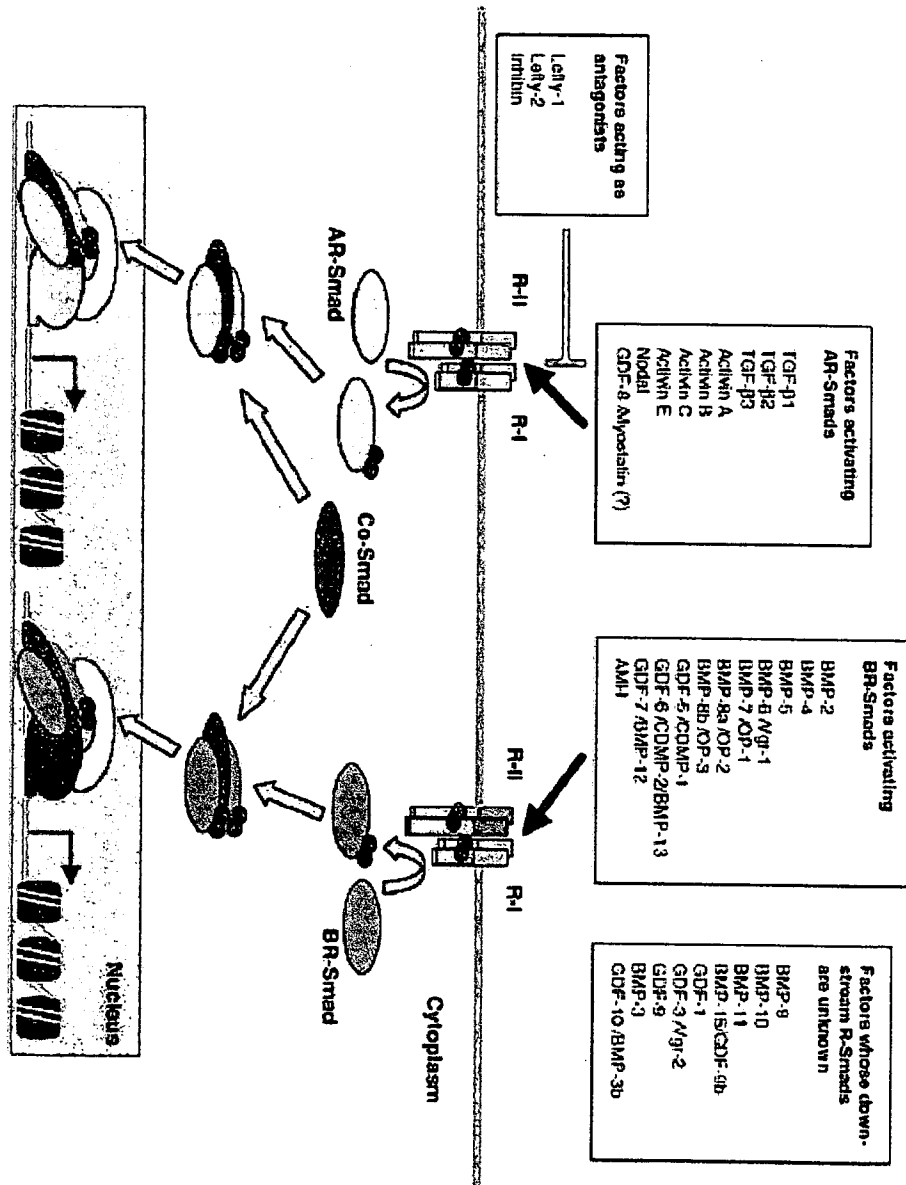 Factors acting as
antagonists
Lefty-1
Lefty-2
Inhibin
Factors activating
AR-Smads
TGF-β1
TGF-β2
TGF-β3
Activin A
Activin B
Activin C
Activin E
Nodal
GDF-8 /Myostatin (?)
Factors activating
BR-Smads
BMP-2
BMP-4
BMP-5
BMP-6 /Vgr-1
BMP-7 /OP-1
BMP-8a /OP-2
BMP-8b /OP-3
GDF-5 /CDMP-1
GDF-6 /CDMP-2/BMP-13
GDF-7 /BMP-12
AMH
Factors whose down-
stream R-Smads
are unknown
BMP-9
BMP-10
BMP-11
BMP-15/GDF-9b
GDF-1
GDF-3 /Vgr-2
GDF-9
BMP-3
GDF-10 /BMP-3b
R-II
R-I
R-II
R-I
Cytoplasm
AR-Smad
Co-Smad
BR-Smad
Nucleus